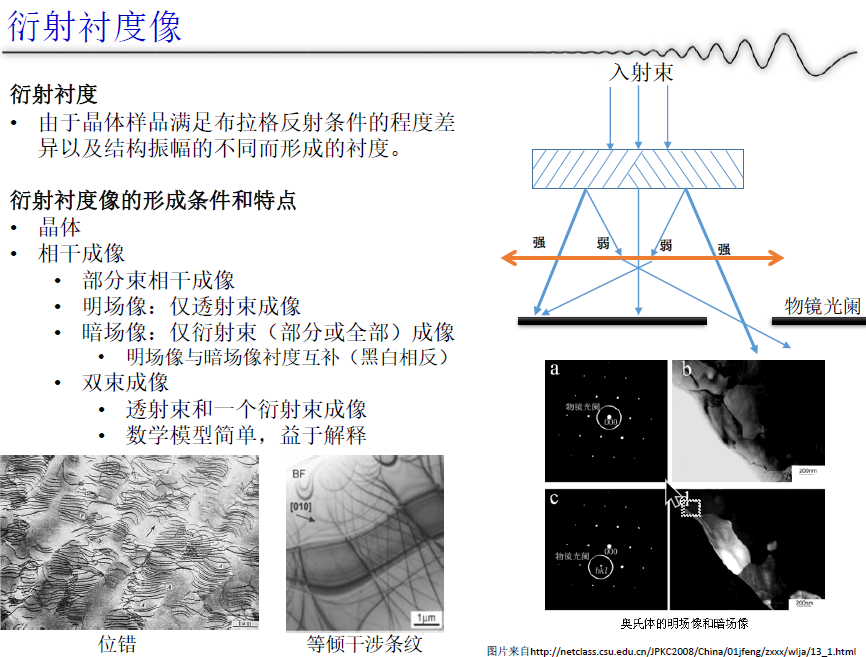 衍射衬度像
衍射衬度
• 由于晶体样品满足布拉格反射条件的程度差
异以及结构振幅的不同而形成的衬度。
衍射衬度像的形成条件和特点
• 晶体
• 相干成像
• 部分束相干成像
• 明场像：仅透射束成像
• 暗场像：仅衍射束（部分或全部）成像
• 明场像与暗场像衬度互补（黑白相反）
• 双束成像
• 透射束和一个衍射束成像
• 数学模型简单，益于解释
1μm
位错
BF
[010]
1μm
等倾干涉条纹
入射束
强
弱
弱
强
物镜光阑
a
物镜光阑
000
b
200nm
c
物镜光阑
000
hkl
d
200nm
奥氏体的明场像和暗场像
图片来自http://netclass.csu.edu.cn/JPKC2008/China/01jfeng/zxxx/wlja/13_1.html